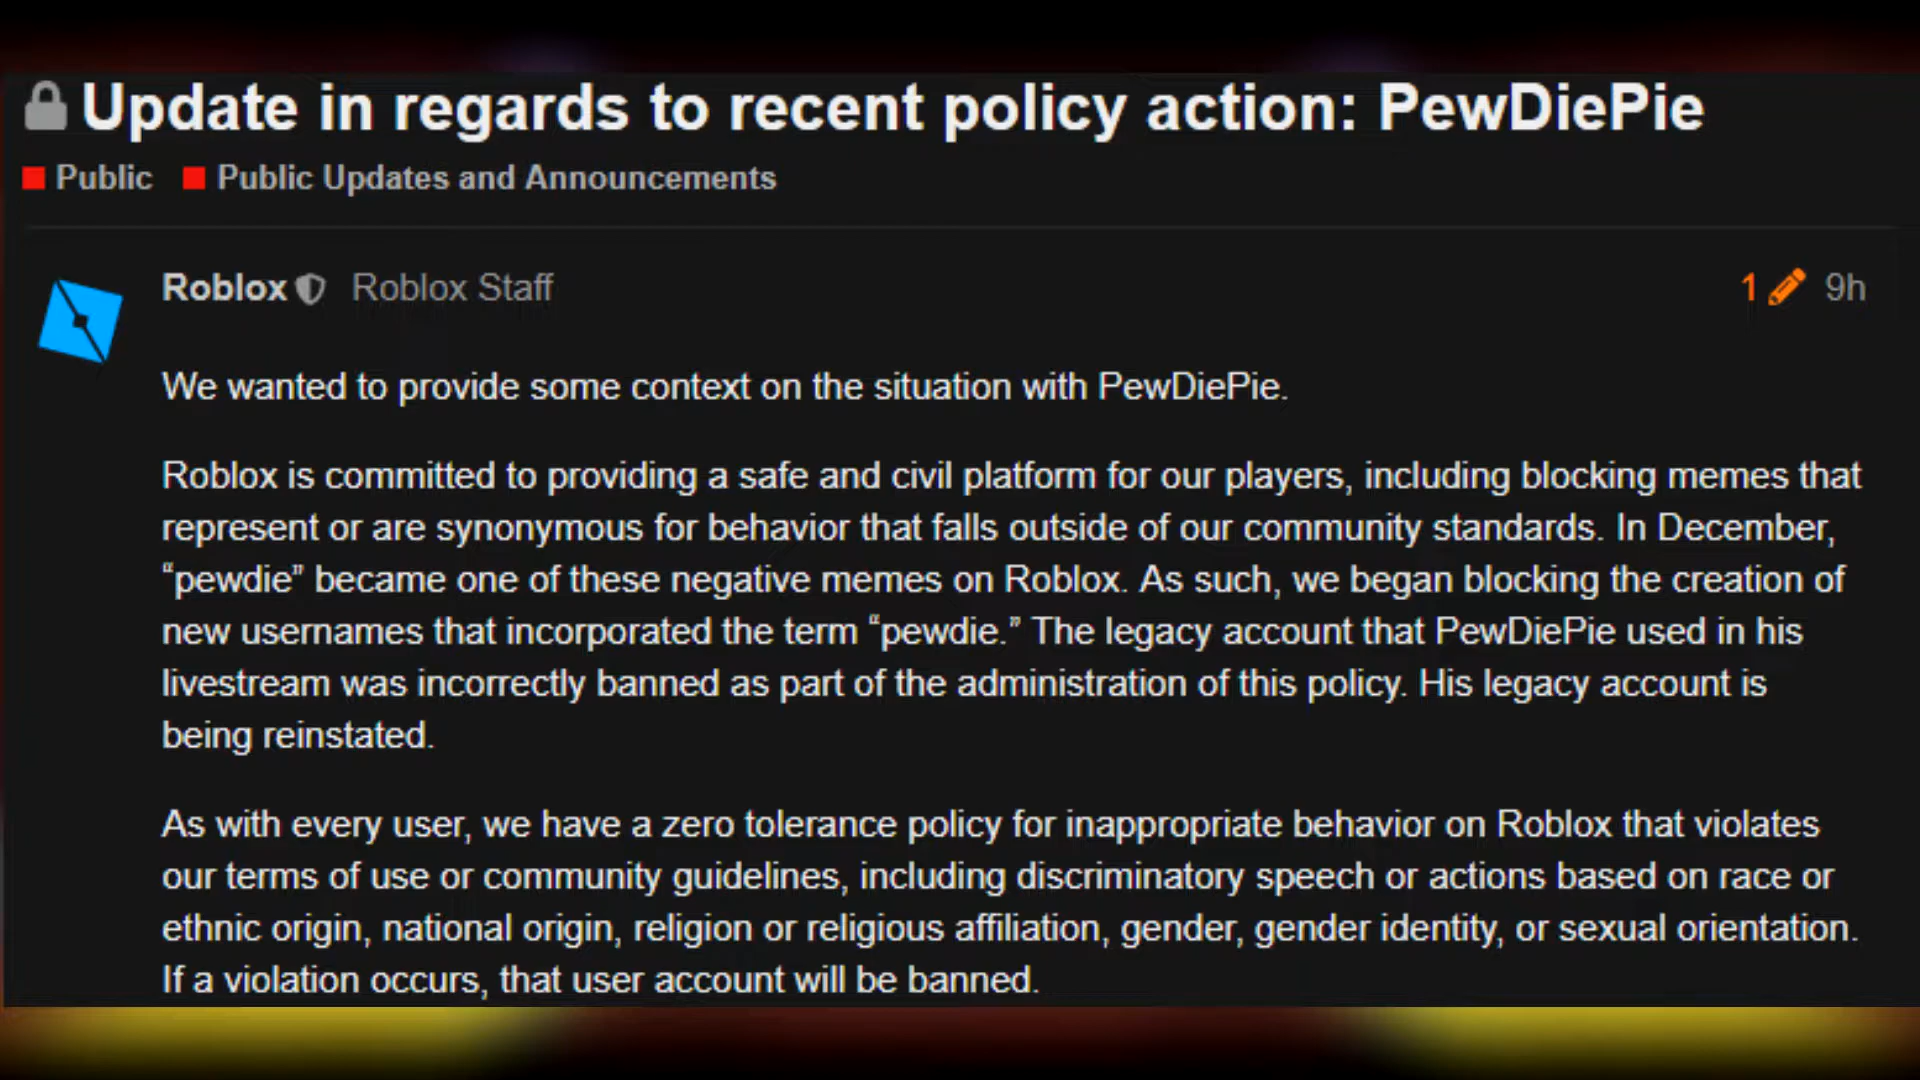 Update in regards to recent policy action: PewDiePie
Public Public Updates and Announcements
Roblox Roblox Staff 1 9h
We wanted to provide some context on the situation with PewDiePie.
Roblox is committed to providing a safe and civil platform for our players, including blocking memes that
represent or are synonymous for behavior that falls outside of our community standards. In December,
“pewdie” became one of these negative memes on Roblox. As such, we began blocking the creation of
new usernames that incorporated the term “pewdie.” The legacy account that PewDiePie used in his
livestream was incorrectly banned as part of the administration of this policy. His legacy account is
being reinstated.
As with every user, we have a zero tolerance policy for inappropriate behavior on Roblox that violates
our terms of use or community guidelines, including discriminatory speech or actions based on race or
ethnic origin, national origin, religion or religious affiliation, gender, gender identity, or sexual orientation.
If a violation occurs, that user account will be banned.